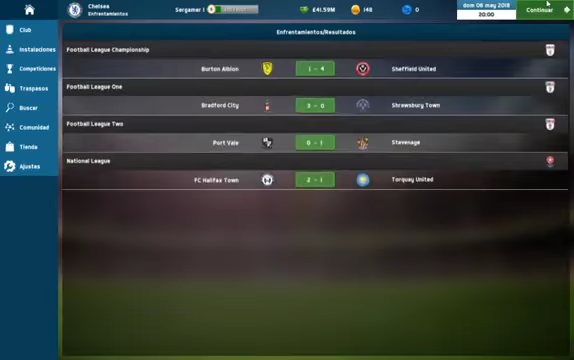 Chelsea
Enfrentamientos
Sergamer 1
£41.59M
148
0
dom 06 may 2018
20:00
Continuar
Club
Instalaciones
Competiciones
Traspasos
Buscar
Comunidad
Tienda
Ajustes
Enfrentamientos/Resultados
Football League Championship
Burton Albion 1 - 4 Sheffield United
Football League One
Bradford City 3 - 0 Shrewsbury Town
Football League Two
Port Vale 0 - 1 Stevenage
National League
FC Halifax Town 2 - 1 Torquay United